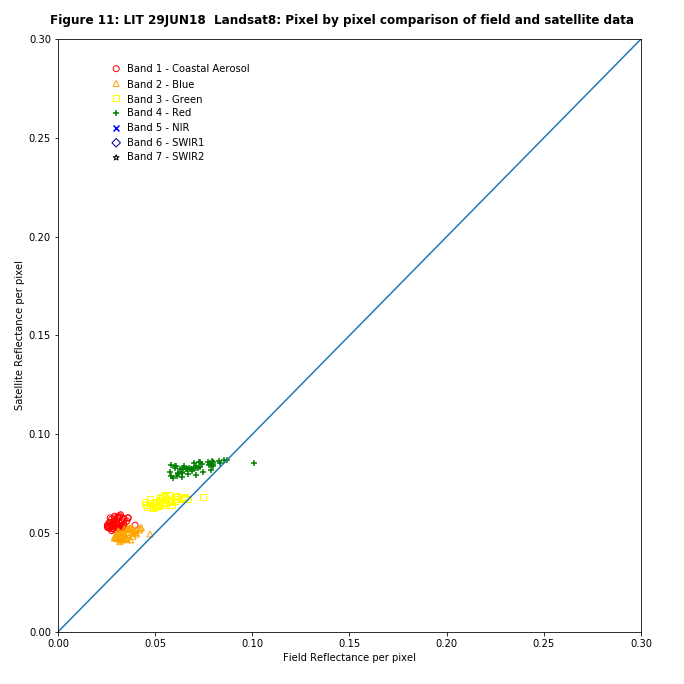 Figure 11: LIT 29JUN18  Landsat8: Pixel by pixel comparison of field and satellite data
0.30
Band 1 - Coastal Aerosol
Band 2 - Blue
Band 3 - Green
Band 4 - Red
Band 5 - NIR
Band 6 - SWIR1
Band 7 - SWIR2
0.25
0.20
0.15
0.10
0.05
0.00
Satellite Reflectance per pixel
0.00 0.05 0.10 0.15 0.20 0.25 0.30
Field Reflectance per pixel